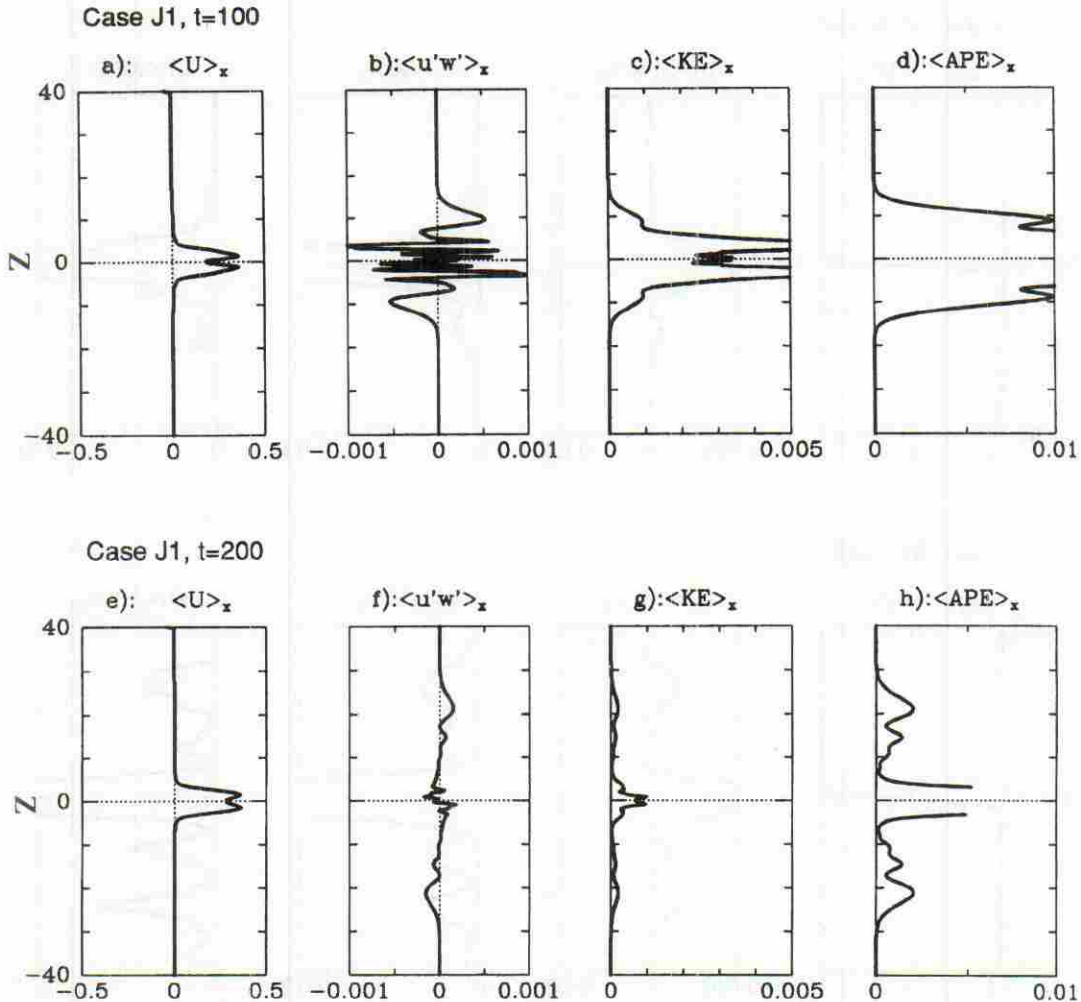 Case J1, t=100
a): <U>x b):<u'w'>x c):<KE>x d):<APE>x
40
Z 0
−40
−0.5 0 0.5 −0.001 0 0.001 0 0.005 0 0.01
Case J1, t=200
e): <U>x f):<u'w'>x g):<KE>x h):<APE>x
40
Z 0
−40
−0.5 0 0.5 −0.001 0 0.001 0 0.005 0 0.01